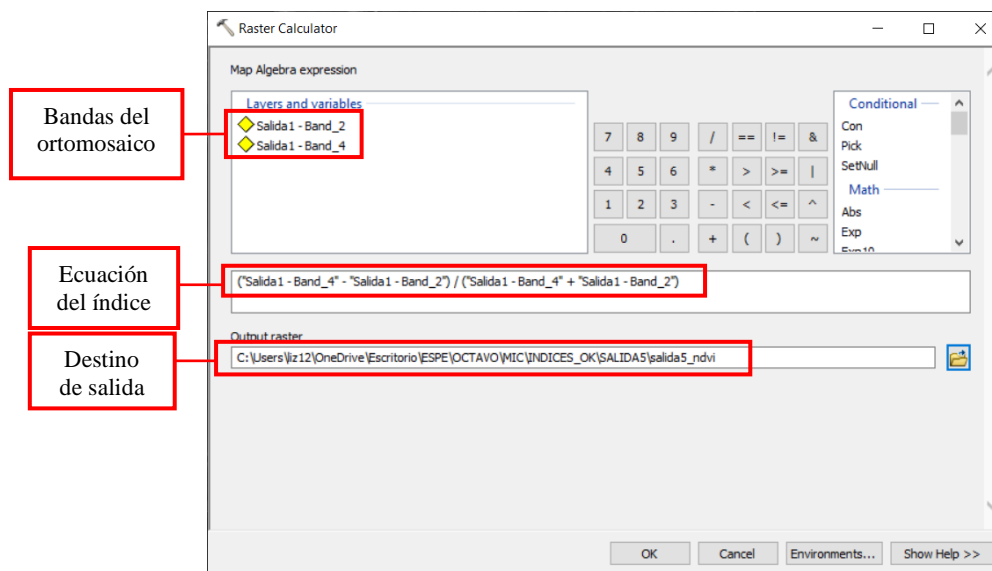 Raster Calculator
Map Algebra expression
Bandas del
ortomosaico
Layers and variables
Salida1 - Band_2
Salida1 - Band_4
7 8 9 / == != &
4 5 6 * > >= |
1 2 3 - < <= ^
0 . + ( ) ~
Conditional
Con
Pick
SetNull
Math
Abs
Exp
Exp10
Ecuación
del índice
("Salida1 - Band_4" - "Salida1 - Band_2") / ("Salida1 - Band_4" + "Salida1 - Band_2")
Output raster
Destino
de salida
C:\Users\liz12\OneDrive\Escritorio\ESPE\OCTAVO\MIC\INDICES_OK\SALIDA5\salida5_ndvi
OK Cancel Environments... Show Help >>